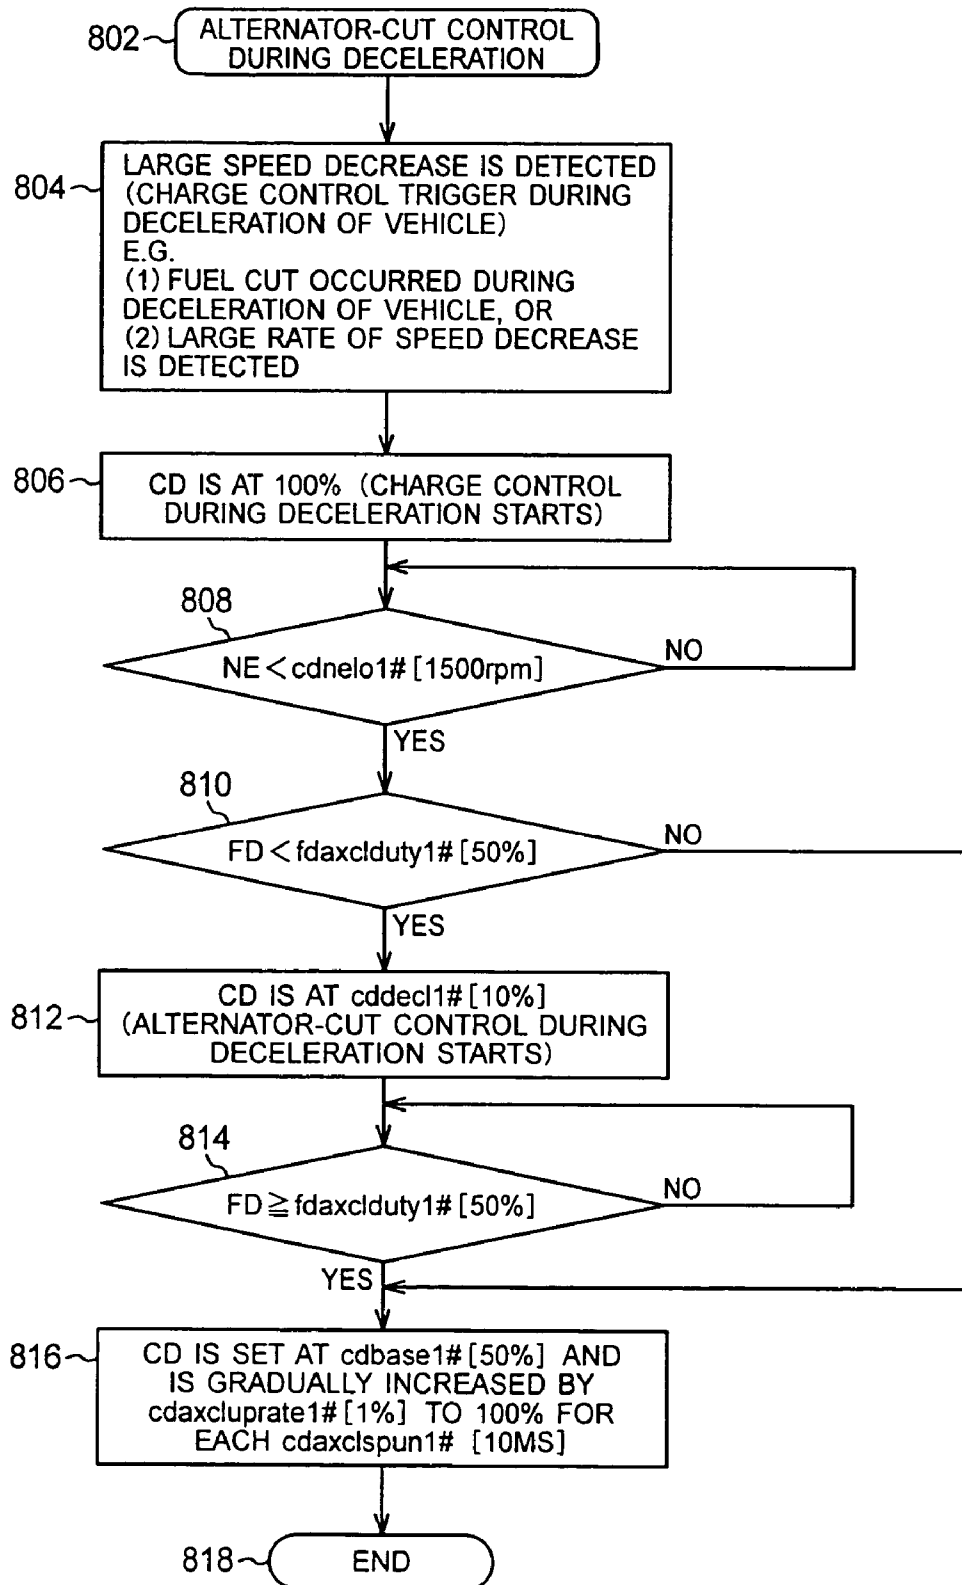 802
ALTERNATOR-CUT CONTROL
DURING DECELERATION
804
LARGE SPEED DECREASE IS DETECTED
(CHARGE CONTROL TRIGGER DURING
DECELERATION OF VEHICLE)
E.G.
(1) FUEL CUT OCCURRED DURING
DECELERATION OF VEHICLE, OR
(2) LARGE RATE OF SPEED DECREASE
IS DETECTED
806
CD IS AT 100% (CHARGE CONTROL
DURING DECELERATION STARTS)
808
NE < cdnelo1# [1500rpm]
NO
YES
810
FD < fdaxclduty1# [50%]
NO
YES
812
CD IS AT cddecl1# [10%]
(ALTERNATOR-CUT CONTROL DURING
DECELERATION STARTS)
814
FD ≧ fdaxclduty1# [50%]
NO
YES
816
CD IS SET AT cdbase1# [50%] AND
IS GRADUALLY INCREASED BY
cdaxcluprate1# [1%] TO 100% FOR
EACH cdaxclspun1# [10MS]
818
END